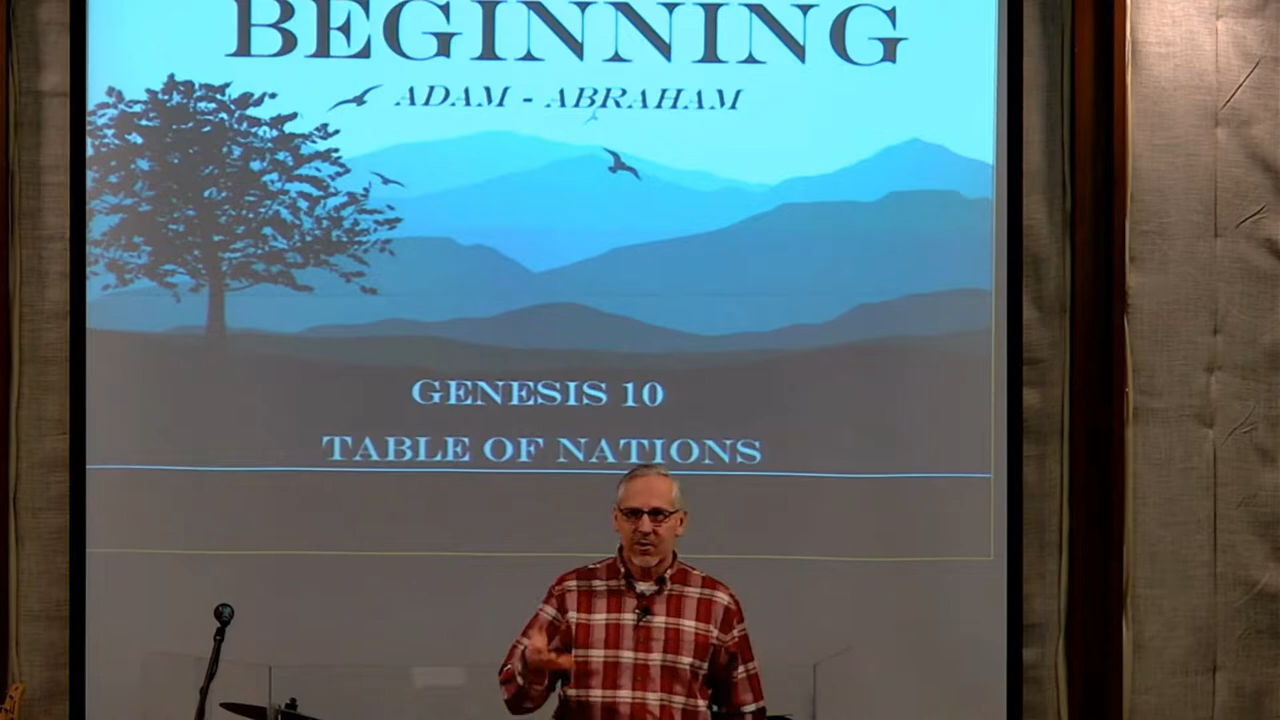 BEGINNING
ADAM - ABRAHAM
GENESIS 10
TABLE OF NATIONS